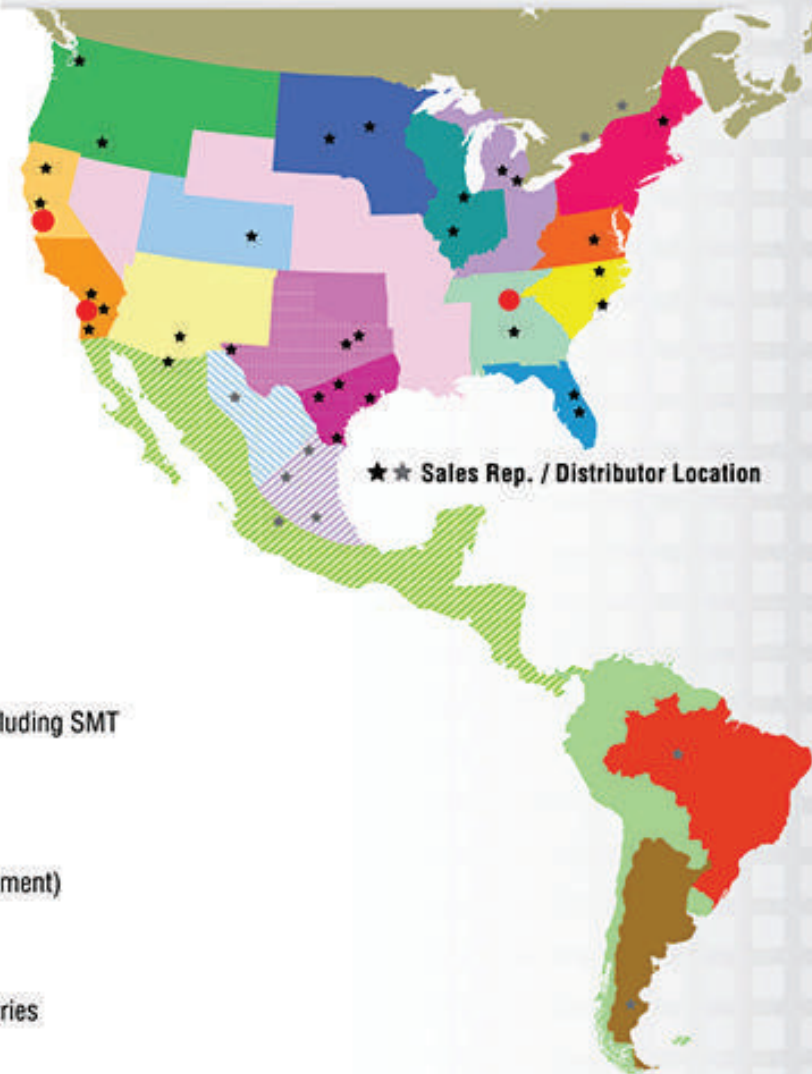 ★★ Sales Rep. / Distributor Location
luding SMT
ment)
ries